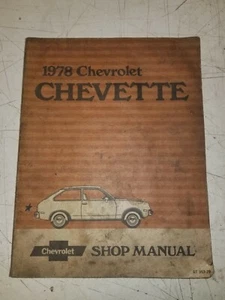 1978 Chevrolet
CHEVETTE
Chevrolet
SHOP MANUAL